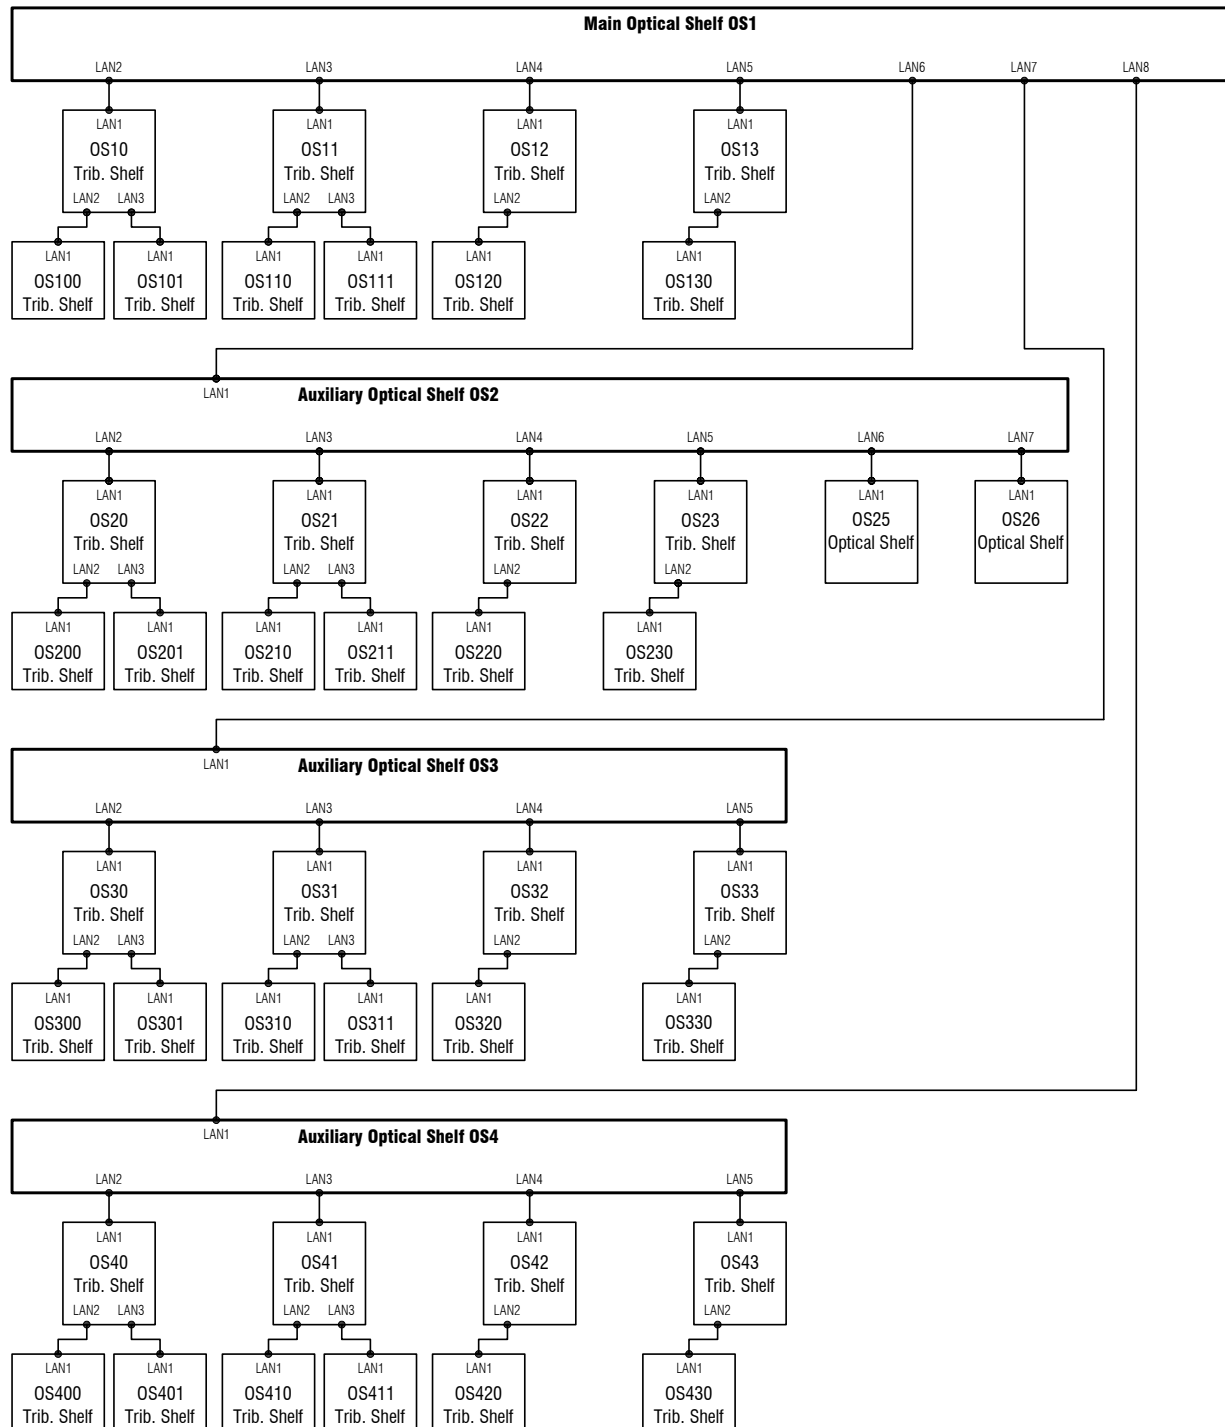 Main Optical Shelf OS1
LAN2 LAN3 LAN4 LAN5 LAN6 LAN7 LAN8
LAN1 LAN1 LAN1 LAN1
OS10 OS11 OS12 OS13
Trib. Shelf Trib. Shelf Trib. Shelf Trib. Shelf
LAN2 LAN3 LAN2 LAN3 LAN2 LAN2
LAN1 LAN1 LAN1 LAN1 LAN1 LAN1
OS100 OS101 OS110 OS111 OS120 OS130
Trib. Shelf Trib. Shelf Trib. Shelf Trib. Shelf Trib. Shelf Trib. Shelf
LAN1 Auxiliary Optical Shelf OS2
LAN2 LAN3 LAN4 LAN5 LAN6 LAN7
LAN1 LAN1 LAN1 LAN1 LAN1 LAN1
OS20 OS21 OS22 OS23 OS25 OS26
Trib. Shelf Trib. Shelf Trib. Shelf Trib. Shelf Optical Shelf Optical Shelf
LAN2 LAN3 LAN2 LAN3 LAN2 LAN2
LAN1 LAN1 LAN1 LAN1 LAN1 LAN1
OS200 OS201 OS210 OS211 OS220 OS230
Trib. Shelf Trib. Shelf Trib. Shelf Trib. Shelf Trib. Shelf Trib. Shelf
LAN1 Auxiliary Optical Shelf OS3
LAN2 LAN3 LAN4 LAN5
LAN1 LAN1 LAN1 LAN1
OS30 OS31 OS32 OS33
Trib. Shelf Trib. Shelf Trib. Shelf Trib. Shelf
LAN2 LAN3 LAN2 LAN3 LAN2 LAN2
LAN1 LAN1 LAN1 LAN1 LAN1 LAN1
OS300 OS301 OS310 OS311 OS320 OS330
Trib. Shelf Trib. Shelf Trib. Shelf Trib. Shelf Trib. Shelf Trib. Shelf
LAN1 Auxiliary Optical Shelf OS4
LAN2 LAN3 LAN4 LAN5
LAN1 LAN1 LAN1 LAN1
OS40 OS41 OS42 OS43
Trib. Shelf Trib. Shelf Trib. Shelf Trib. Shelf
LAN2 LAN3 LAN2 LAN3 LAN2 LAN2
LAN1 LAN1 LAN1 LAN1 LAN1 LAN1
OS400 OS401 OS410 OS411 OS420 OS430
Trib. Shelf Trib. Shelf Trib. Shelf Trib. Shelf Trib. Shelf Trib. Shelf